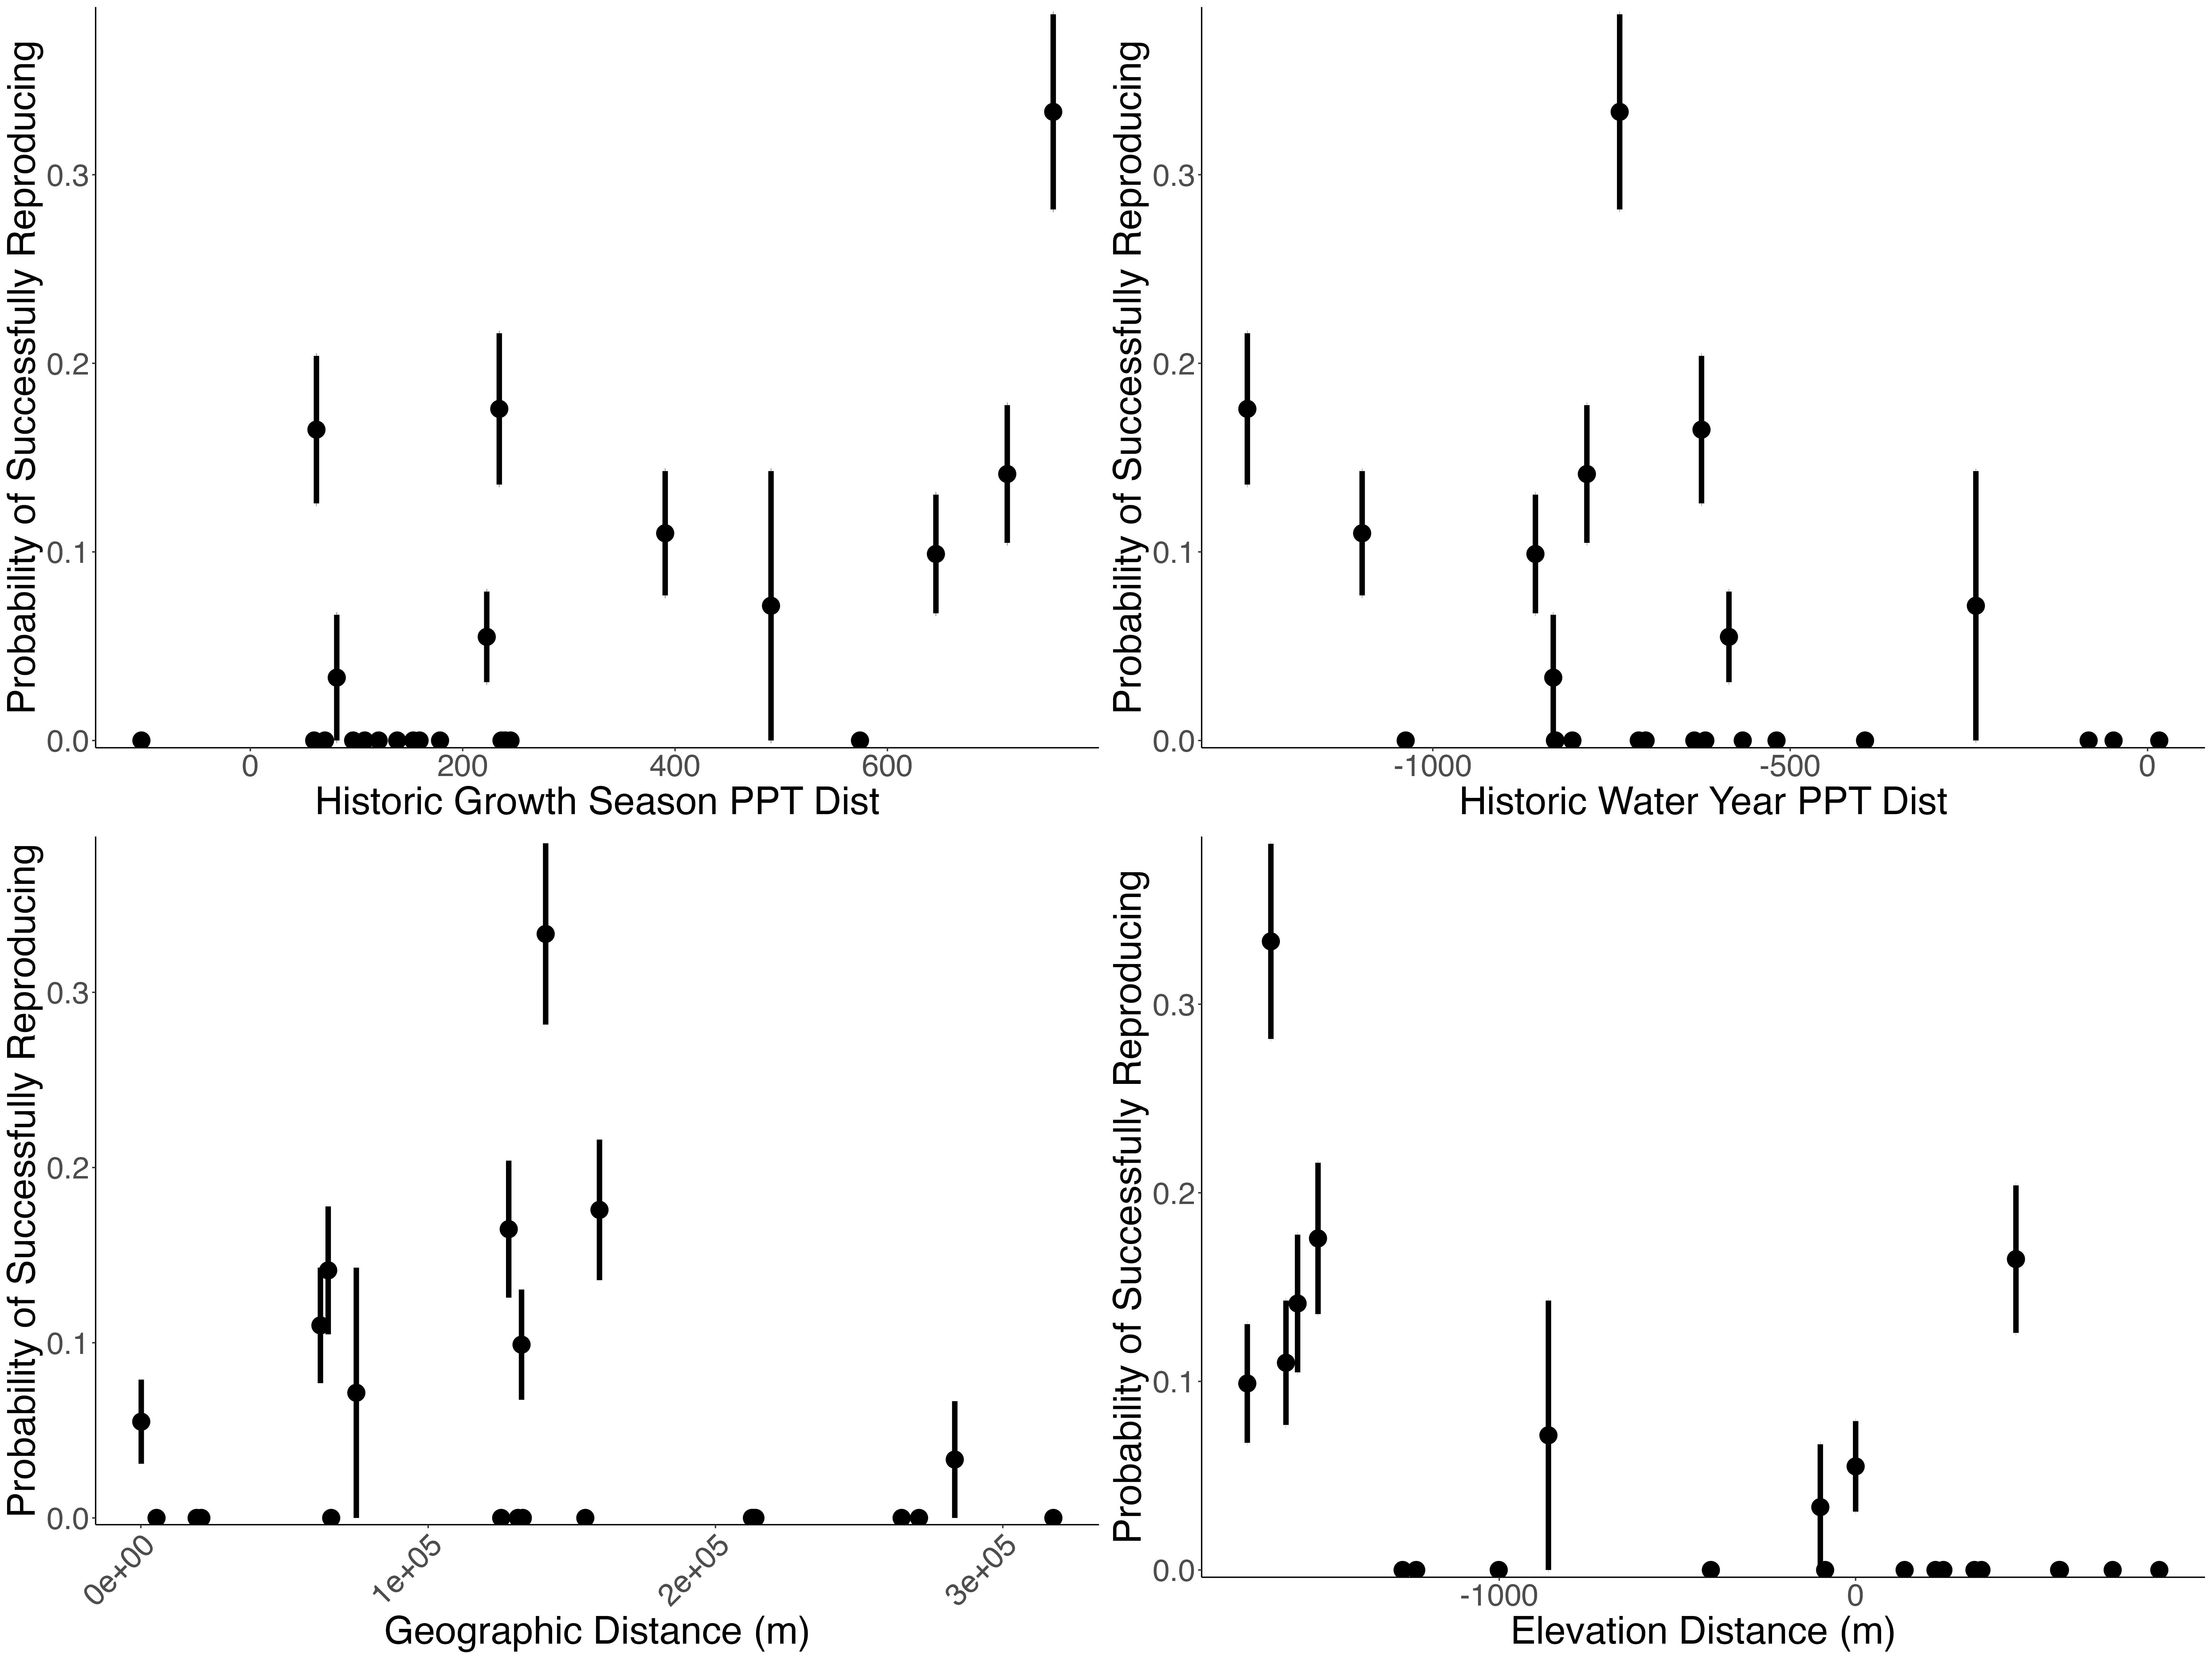 Probability of Successfully Reproducing
0.3
0.2
0.1
0.0
0 200 400 600
Historic Growth Season PPT Dist
Probability of Successfully Reproducing
0.3
0.2
0.1
0.0
-1000 -500 0
Historic Water Year PPT Dist
Probability of Successfully Reproducing
0.3
0.2
0.1
0.0
0e+00 1e+05 2e+05 3e+05
Geographic Distance (m)
Probability of Successfully Reproducing
0.3
0.2
0.1
0.0
-1000 0
Elevation Distance (m)